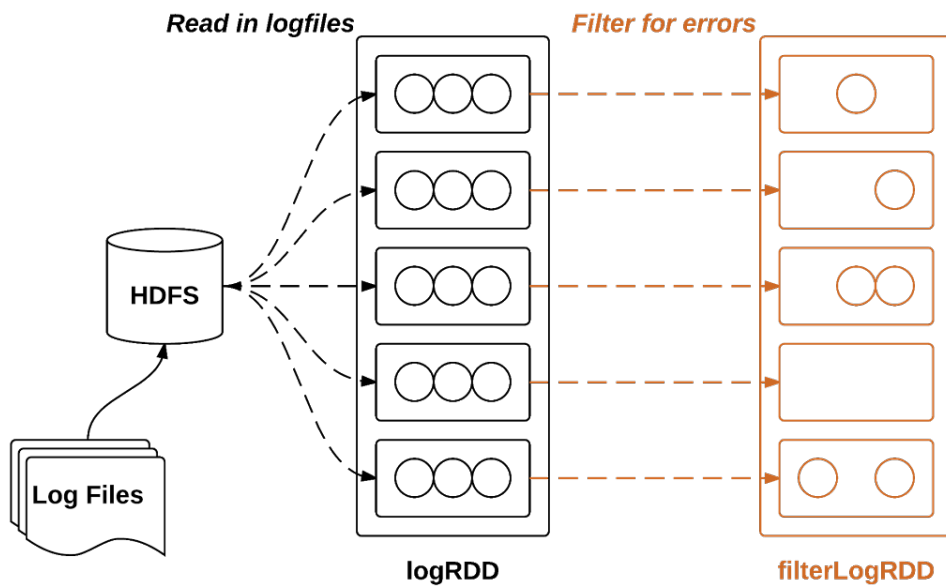 Read in logfiles
Filter for errors
HDFS
Log Files
logRDD
filterLogRDD